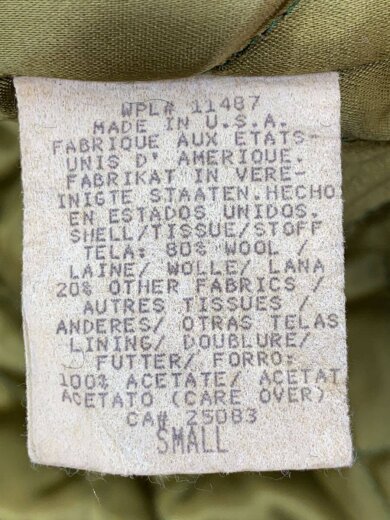 WPL# 11487
MADE IN U.S.A.
FABRIQUE AUX ETATS-
UNIS D' AMERIQUE.
FABRIKAT IN VERE-
INIGTE STAATEN.HECHO
EN ESTADOS UNIDOS.
SHELL/TISSUE/STOFF
TELA: 80% WOOL /
LAINE/ WOLLE/ LANA
20% OTHER FABRICS /
AUTRES TISSUES /
ANDERES/ OTRAS TELAS
LINING/ DOUBLURE/
FUTTER/ FORRO:
100% ACETATE/ ACETAT
ACETATO (CARE OVER)
CA# 25083
SMALL